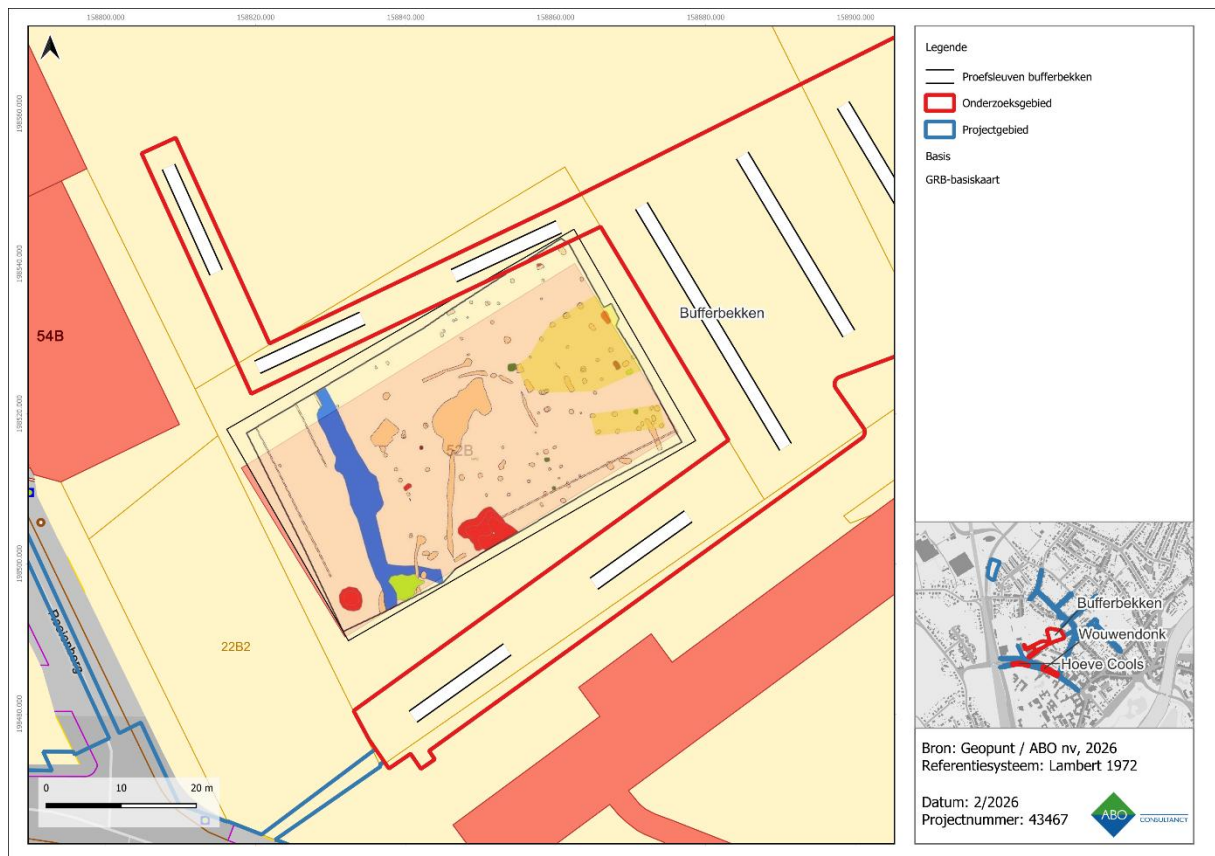 158800.000
158820.000
158840.000
158860.000
158880.000
158900.000
198560.000
198540.000
198520.000
198500.000
198480.000
54B
52B
22B2
Bufferbekken
0 10 20 m
Legende
Proefsleuven bufferbekken
Onderzoeksgebied
Projectgebied
Basis
GRB-basiskaart
Bufferbekken
Wouwendonk
Hoeve Cools
Bron: Geopunt / ABO nv, 2026
Referentiesysteem: Lambert 1972
Datum: 2/2026
Projectnummer: 43467
ABO
CONSULTANCY